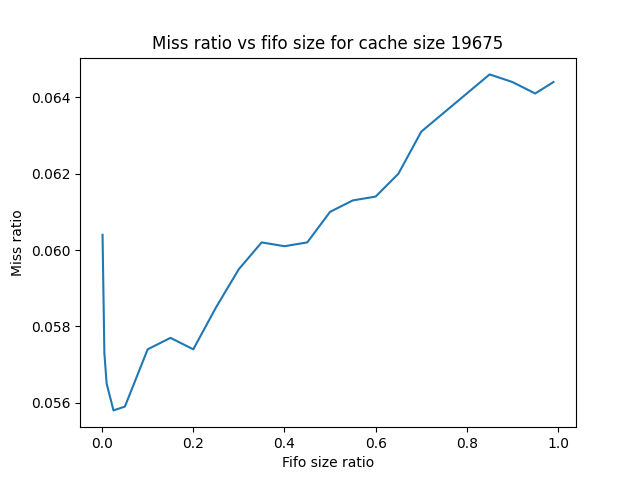 Miss ratio vs fifo size for cache size 19675
Miss ratio
0.064
0.062
0.060
0.058
0.056
0.0 0.2 0.4 0.6 0.8 1.0
Fifo size ratio